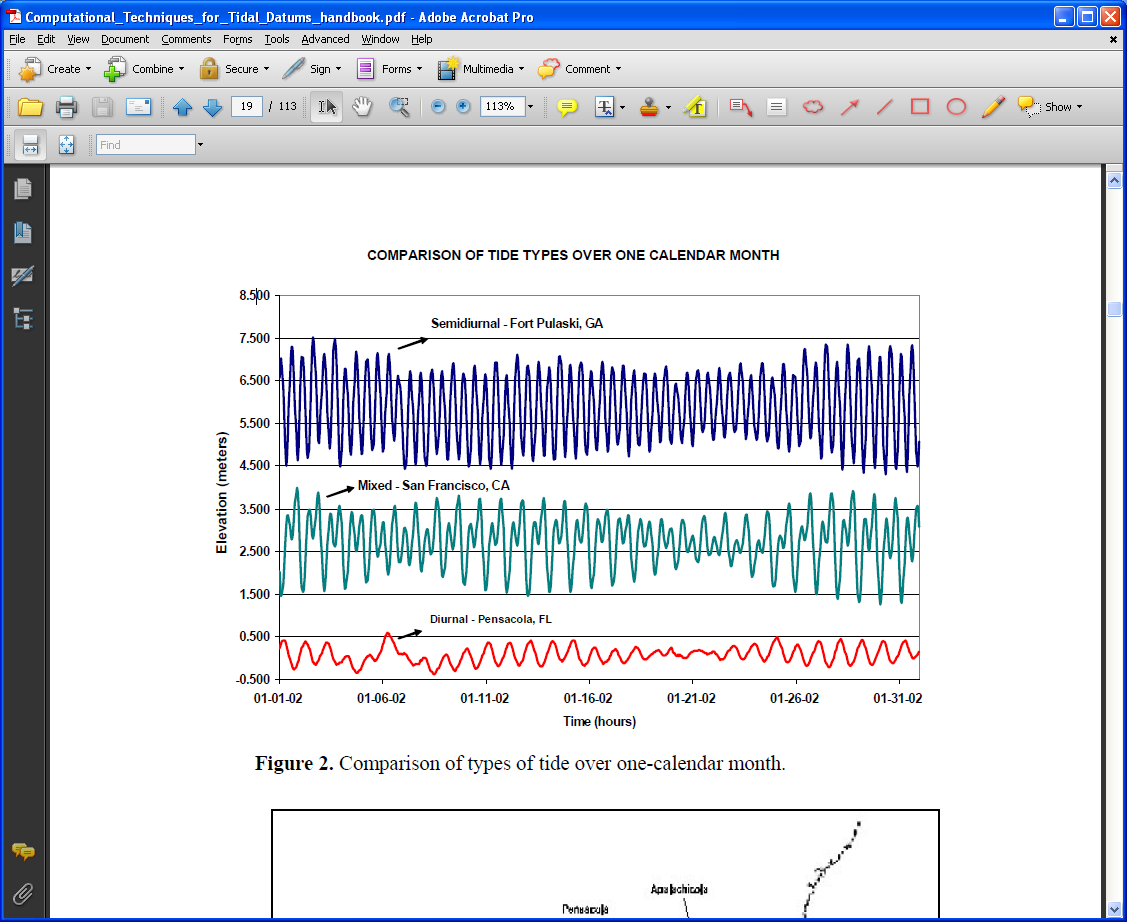 Computational_Techniques_for_Tidal_Datums_handbook.pdf - Adobe Acrobat Pro
File Edit View Document Comments Forms Tools Advanced Window Help
Create Combine Secure Sign Forms Multimedia Comment
19 / 113 113% Show
Find
COMPARISON OF TIDE TYPES OVER ONE CALENDAR MONTH
8.500
Semidiurnal - Fort Pulaski, GA
7.500
6.500
5.500
4.500
Mixed - San Francisco, CA
3.500
2.500
1.500
Diurnal - Pensacola, FL
0.500
-0.500
Elevation (meters)
01-01-02 01-06-02 01-11-02 01-16-02 01-21-02 01-26-02 01-31-02
Time (hours)
Figure 2. Comparison of types of tide over one-calendar month.
Apalachicola
Pensacola